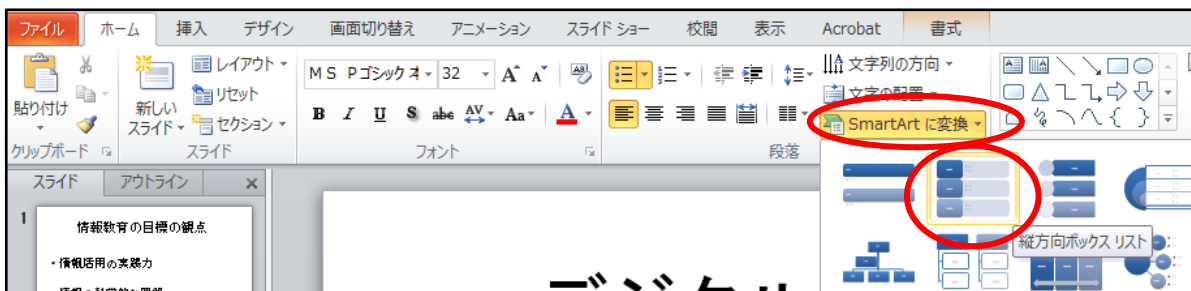 ファイル ホーム 挿入 デザイン 画面切り替え アニメーション スライド ショー 校閲 表示 Acrobat 書式
貼り付け
クリップボード
新しい
スライド
レイアウト
リセット
セクション
スライド
ＭＳ Ｐゴシック 32 A A
B I U S abc AV Aa A
フォント
段落
文字列の方向
文字の配置
SmartArt に変換
縦方向ボックス リスト
スライド アウトライン
1
情報教育の目標の観点
・情報活用の実践力
デジタル